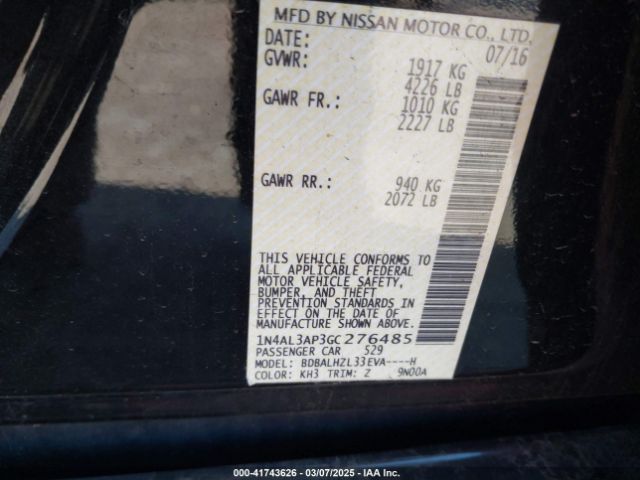 MFD BY NISSAN MOTOR CO., LTD.
DATE: 07/16
GVWR: 1917 KG
4226 LB
GAWR FR.: 1010 KG
2227 LB
GAWR RR.: 940 KG
2072 LB
THIS VEHICLE CONFORMS TO
ALL APPLICABLE FEDERAL
MOTOR VEHICLE SAFETY,
BUMPER, AND THEFT
PREVENTION STANDARDS IN
EFFECT ON THE DATE OF
MANUFACTURE SHOWN ABOVE.
1N4AL3AP3GC276485
PASSENGER CAR 529
MODEL: BDBALHZL33EVA----H
COLOR: KH3 TRIM: Z 9N00A
000-41743626 - 03/07/2025 - IAA Inc.